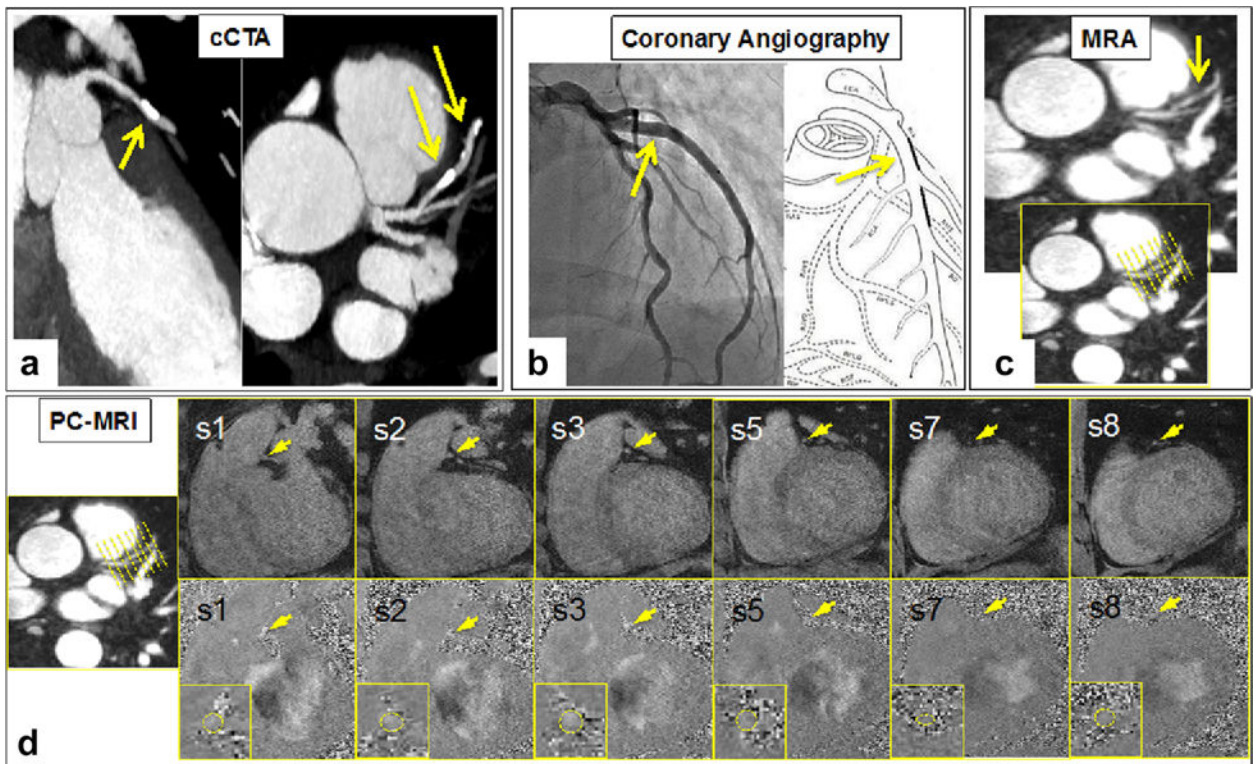 cCTA
a
Coronary Angiography
b
MRA
c
PC-MRI
s1
s2
s3
s5
s7
s8
s1
s2
s3
s5
s7
s8
d